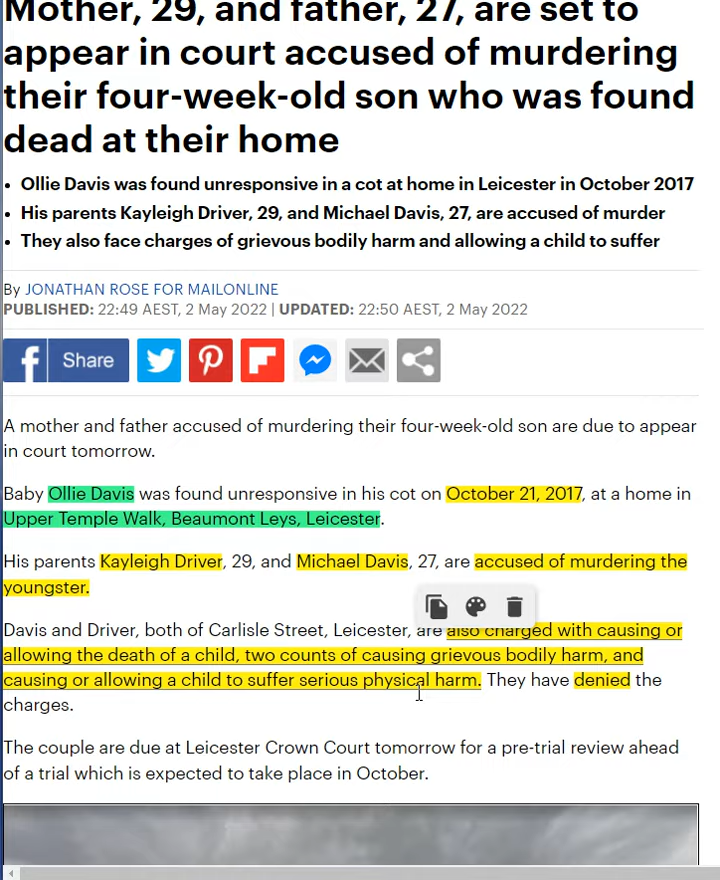 Mother, 29, and father, 27, are set to
appear in court accused of murdering
their four-week-old son who was found
dead at their home
• Ollie Davis was found unresponsive in a cot at home in Leicester in October 2017
• His parents Kayleigh Driver, 29, and Michael Davis, 27, are accused of murder
• They also face charges of grievous bodily harm and allowing a child to suffer
By JONATHAN ROSE FOR MAILONLINE
PUBLISHED: 22:49 AEST, 2 May 2022 | UPDATED: 22:50 AEST, 2 May 2022
Share
A mother and father accused of murdering their four-week-old son are due to appear
in court tomorrow.
Baby Ollie Davis was found unresponsive in his cot on October 21, 2017, at a home in
Upper Temple Walk, Beaumont Leys, Leicester.
His parents Kayleigh Driver, 29, and Michael Davis, 27, are accused of murdering the
youngster.
Davis and Driver, both of Carlisle Street, Leicester, are also charged with causing or
allowing the death of a child, two counts of causing grievous bodily harm, and
causing or allowing a child to suffer serious physical harm. They have denied the
charges.
The couple are due at Leicester Crown Court tomorrow for a pre-trial review ahead
of a trial which is expected to take place in October.